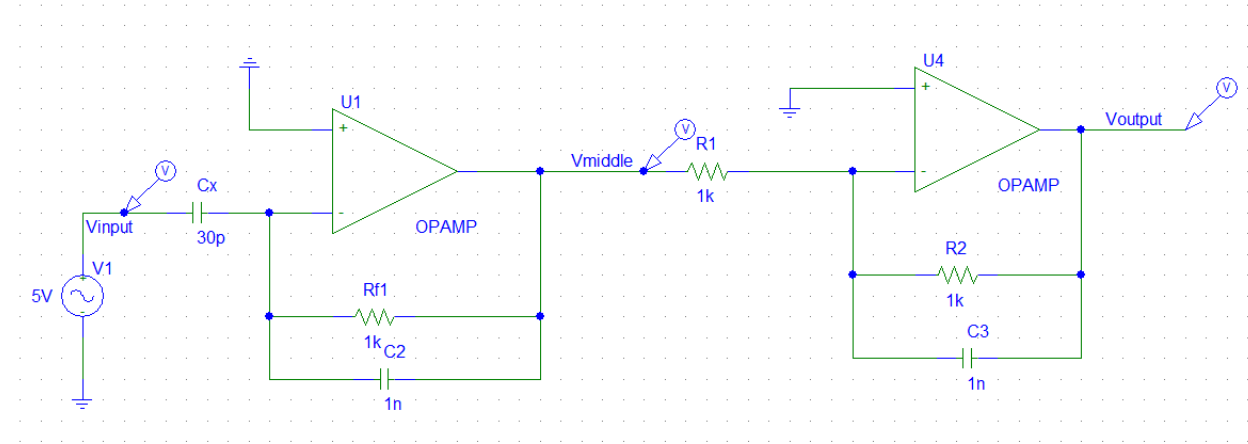 U4
+
Voutput
V
U1
+
V
R1
Vmiddle
1k
-
OPAMP
V
Cx
Vinput
30p
-
OPAMP
V1
+
5V
-
R2
1k
Rf1
1k
C2
1n
C3
1n